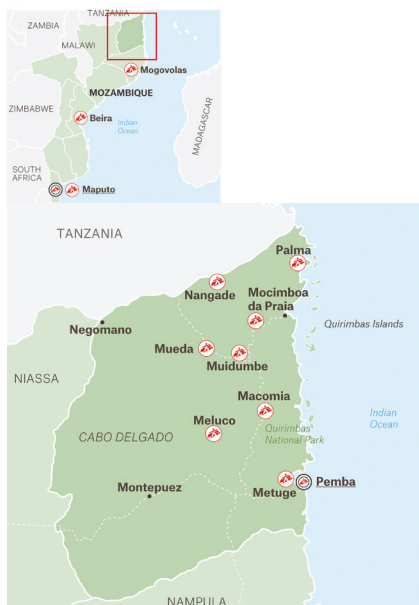 TANZANIA
ZAMBIA
MALAWI
Mogovolas
MOZAMBIQUE
ZIMBABWE
Beira
Indian
Ocean
MADAGASCAR
SOUTH
AFRICA
Maputo
TANZANIA
Palma
Nangade
Mocimboa
da Praia
Negomano
Quirimbas Islands
Mueda
Muidumbe
NIASSA
Macomia
Meluco
Indian
Ocean
CABO DELGADO
Quirimbas'
National Park
Montepuez
Metuge
Pemba
NAMPULA